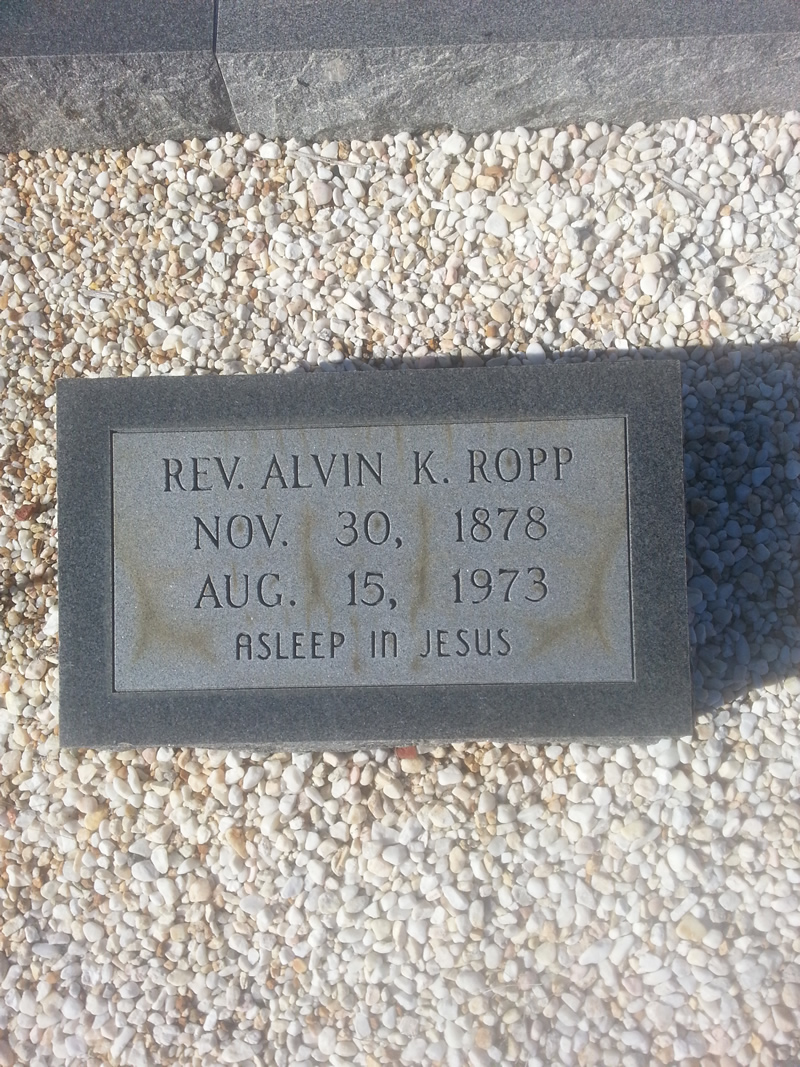 REV. ALVIN K. ROPP
NOV. 30, 1878
AUG. 15, 1973
ASLEEP IN JESUS